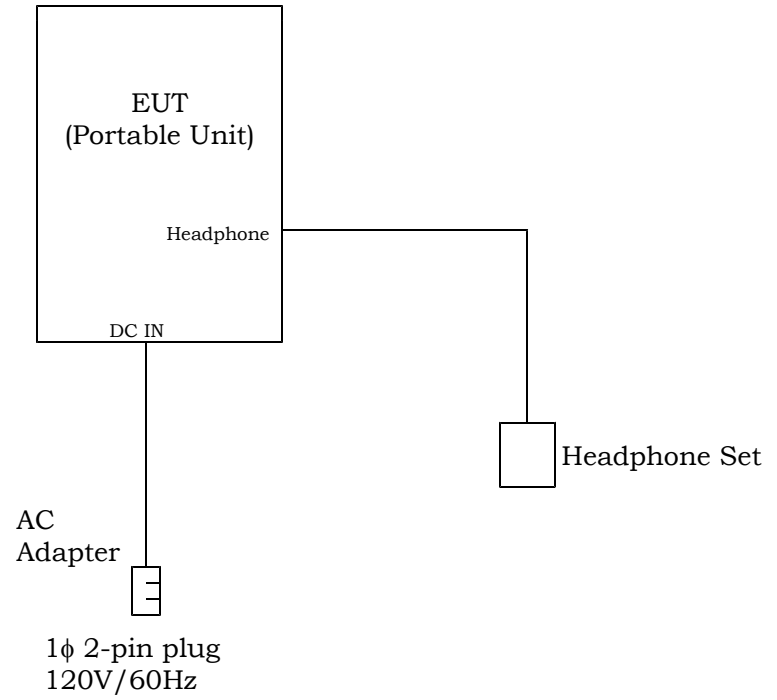 EUT
(Portable Unit)
Headphone
DC IN
Headphone Set
AC
Adapter
1ϕ 2-pin plug
120V/60Hz